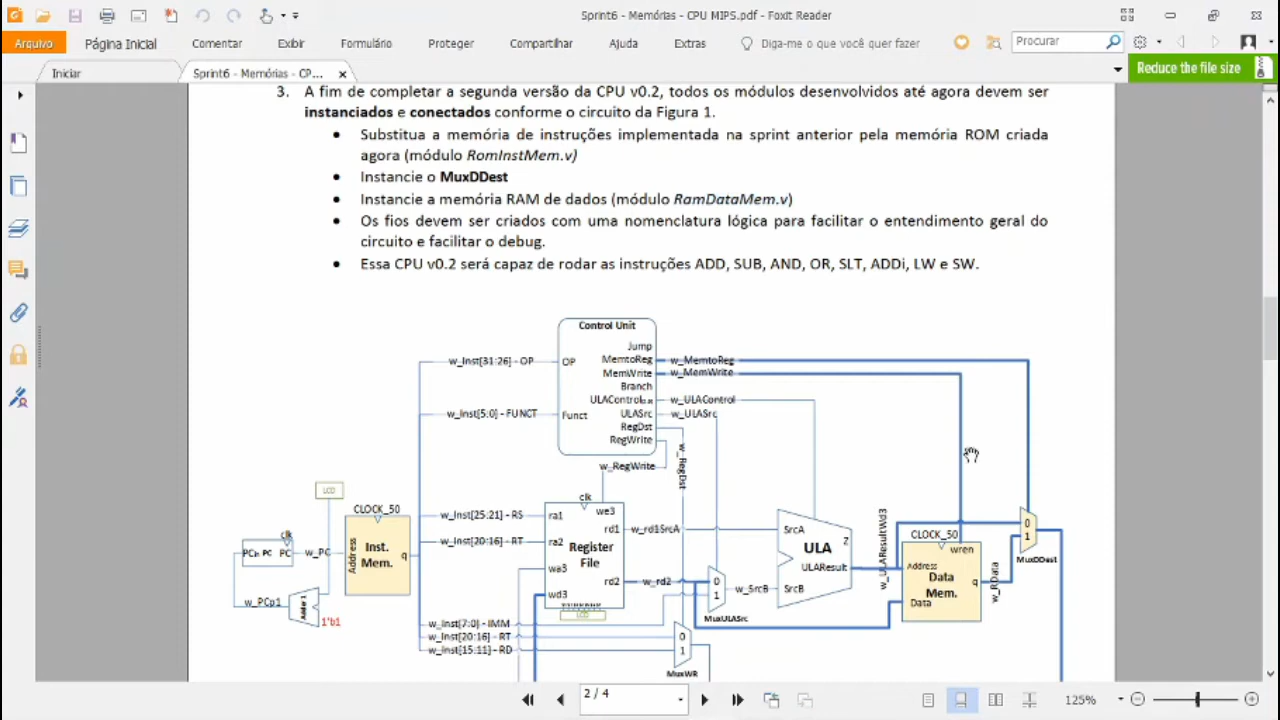 Sprint6 - Memórias - CPU MIPS.pdf - Foxit Reader
Arquivo
Página Inicial
Comentar
Exibir
Formulário
Proteger
Compartilhar
Ajuda
Extras
Diga-me o que você quer fazer
Procurar
Iniciar
Sprint6 - Memórias - CP...
Reduce the file size
3. A fim de completar a segunda versão da CPU v0.2, todos os módulos desenvolvidos até agora devem ser
instanciados e conectados conforme o circuito da Figura 1.
• Substitua a memória de instruções implementada na sprint anterior pela memória ROM criada
agora (módulo RomInstMem.v)
• Instancie o MuxDDest
• Instancie a memória RAM de dados (módulo RamDataMem.v)
• Os fios devem ser criados com uma nomenclatura lógica para facilitar o entendimento geral do
circuito e facilitar o debug.
• Essa CPU v0.2 será capaz de rodar as instruções ADD, SUB, AND, OR, SLT, ADDi, LW e SW.
Control Unit
Jump
w_Inst[31:26] - OP
OP
MemtoReg
w_MemtoReg
MemWrite
w_MemWrite
Branch
ULAControl
w_ULAControl
w_Inst[5:0] - FUNCT
Funct
ULASrc
w_ULASrc
RegDst
RegWrite
w_RegDst
w_RegWrite
LCD
clk
CLOCK_50
w_Inst[25:21] - RS
ra1
we3
rd1
w_rd1SrcA
SrcA
0
1
MuxDDest
clk
PCin PC PC
w_PC
Address
Inst.
Mem.
q
w_Inst[20:16] - RT
ra2
Register
File
wa3
rd2
w_rd2
wd3
LCD
0
1
MuxULASrc
w_SrcB
SrcB
ULA
Z
ULAResult
w_ULAResultWd3
CLOCK_50
wren
Address
Data
Mem.
q
Data
w_RData
w_PCp1
Adder1
1'b1
w_Inst[7:0] - IMM
w_Inst[20:16] - RT
w_Inst[15:11] - RD
0
1
MuxWR
2 / 4
125%